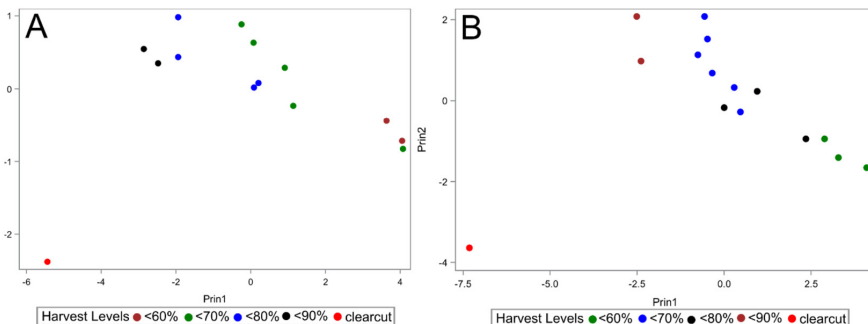 A
1
0
-1
-2
-6
-4
-2
0
2
4
Prin1
Harvest Levels <60% <70% <80% <90% clearcut
B
Prin2
2
0
-2
-4
-7.5
-5.0
-2.5
0.0
2.5
Prin1
Harvest Levels <60% <70% <80% <90% clearcut